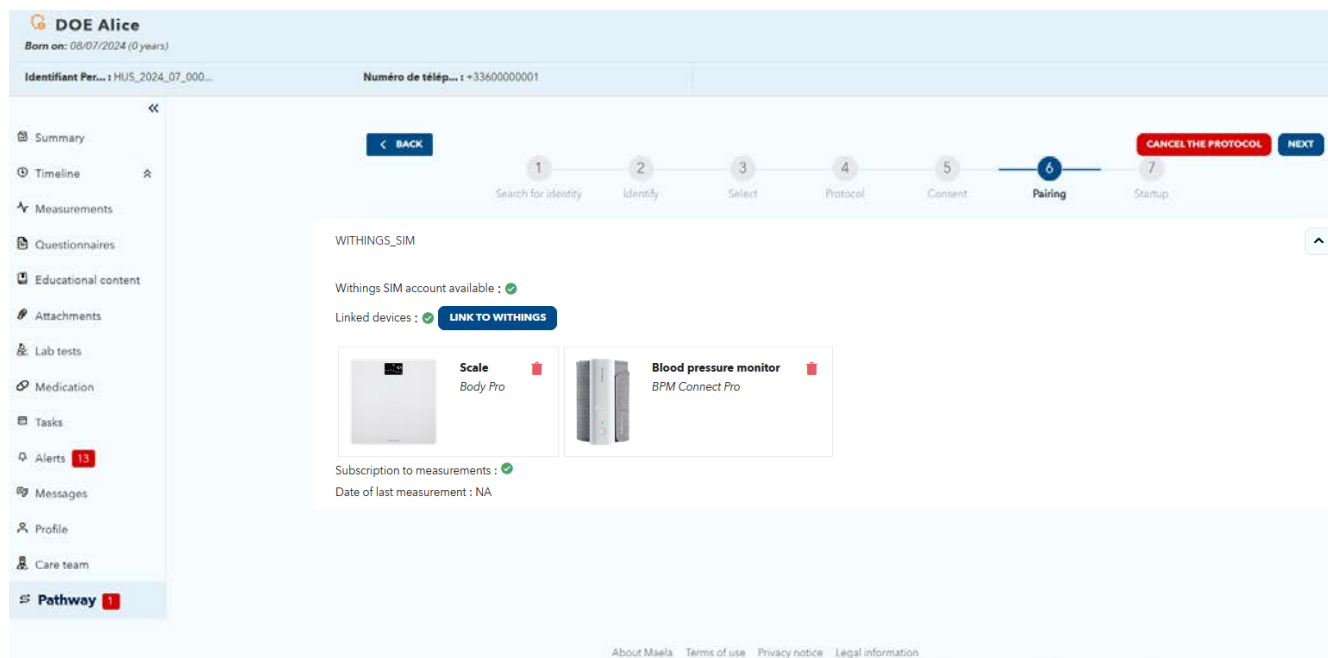 DOE Alice
Born on: 08/07/2024 (0 years)
Identifiant Per... : HUS_2024_07_000...
Numéro de télép... : +33600000001
Summary
Timeline
Measurements
Questionnaires
Educational content
Attachments
Lab tests
Medication
Tasks
Alerts 13
Messages
Profile
Care team
Pathway 1
BACK
CANCEL THE PROTOCOL
NEXT
1 2 3 4 5 6 7
Search for identity Identify Select Protocol Consent Pairing Startup
WITHINGS_SIM
Withings SIM account available :
Linked devices : LINK TO WITHINGS
Scale
Body Pro
Blood pressure monitor
BPM Connect Pro
Subscription to measurements :
Date of last measurement : NA
About Maela Terms of use Privacy notice Legal information